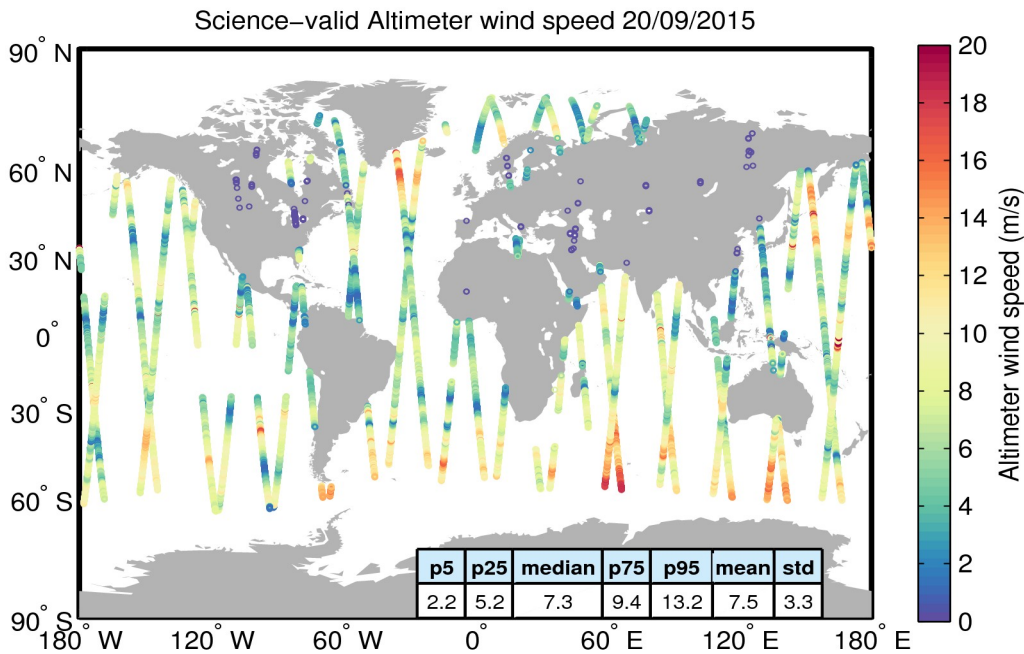 Science−valid Altimeter wind speed 20/09/2015
90° N
60° N
30° N
0°
30° S
60° S
90° S
180° W
120° W
60° W
0°
60° E
120° E
180° E
p5 p25 median p75 p95 mean std
2.2 5.2 7.3 9.4 13.2 7.5 3.3
20
18
16
14
12
10
8
6
4
2
0
Altimeter wind speed (m/s)